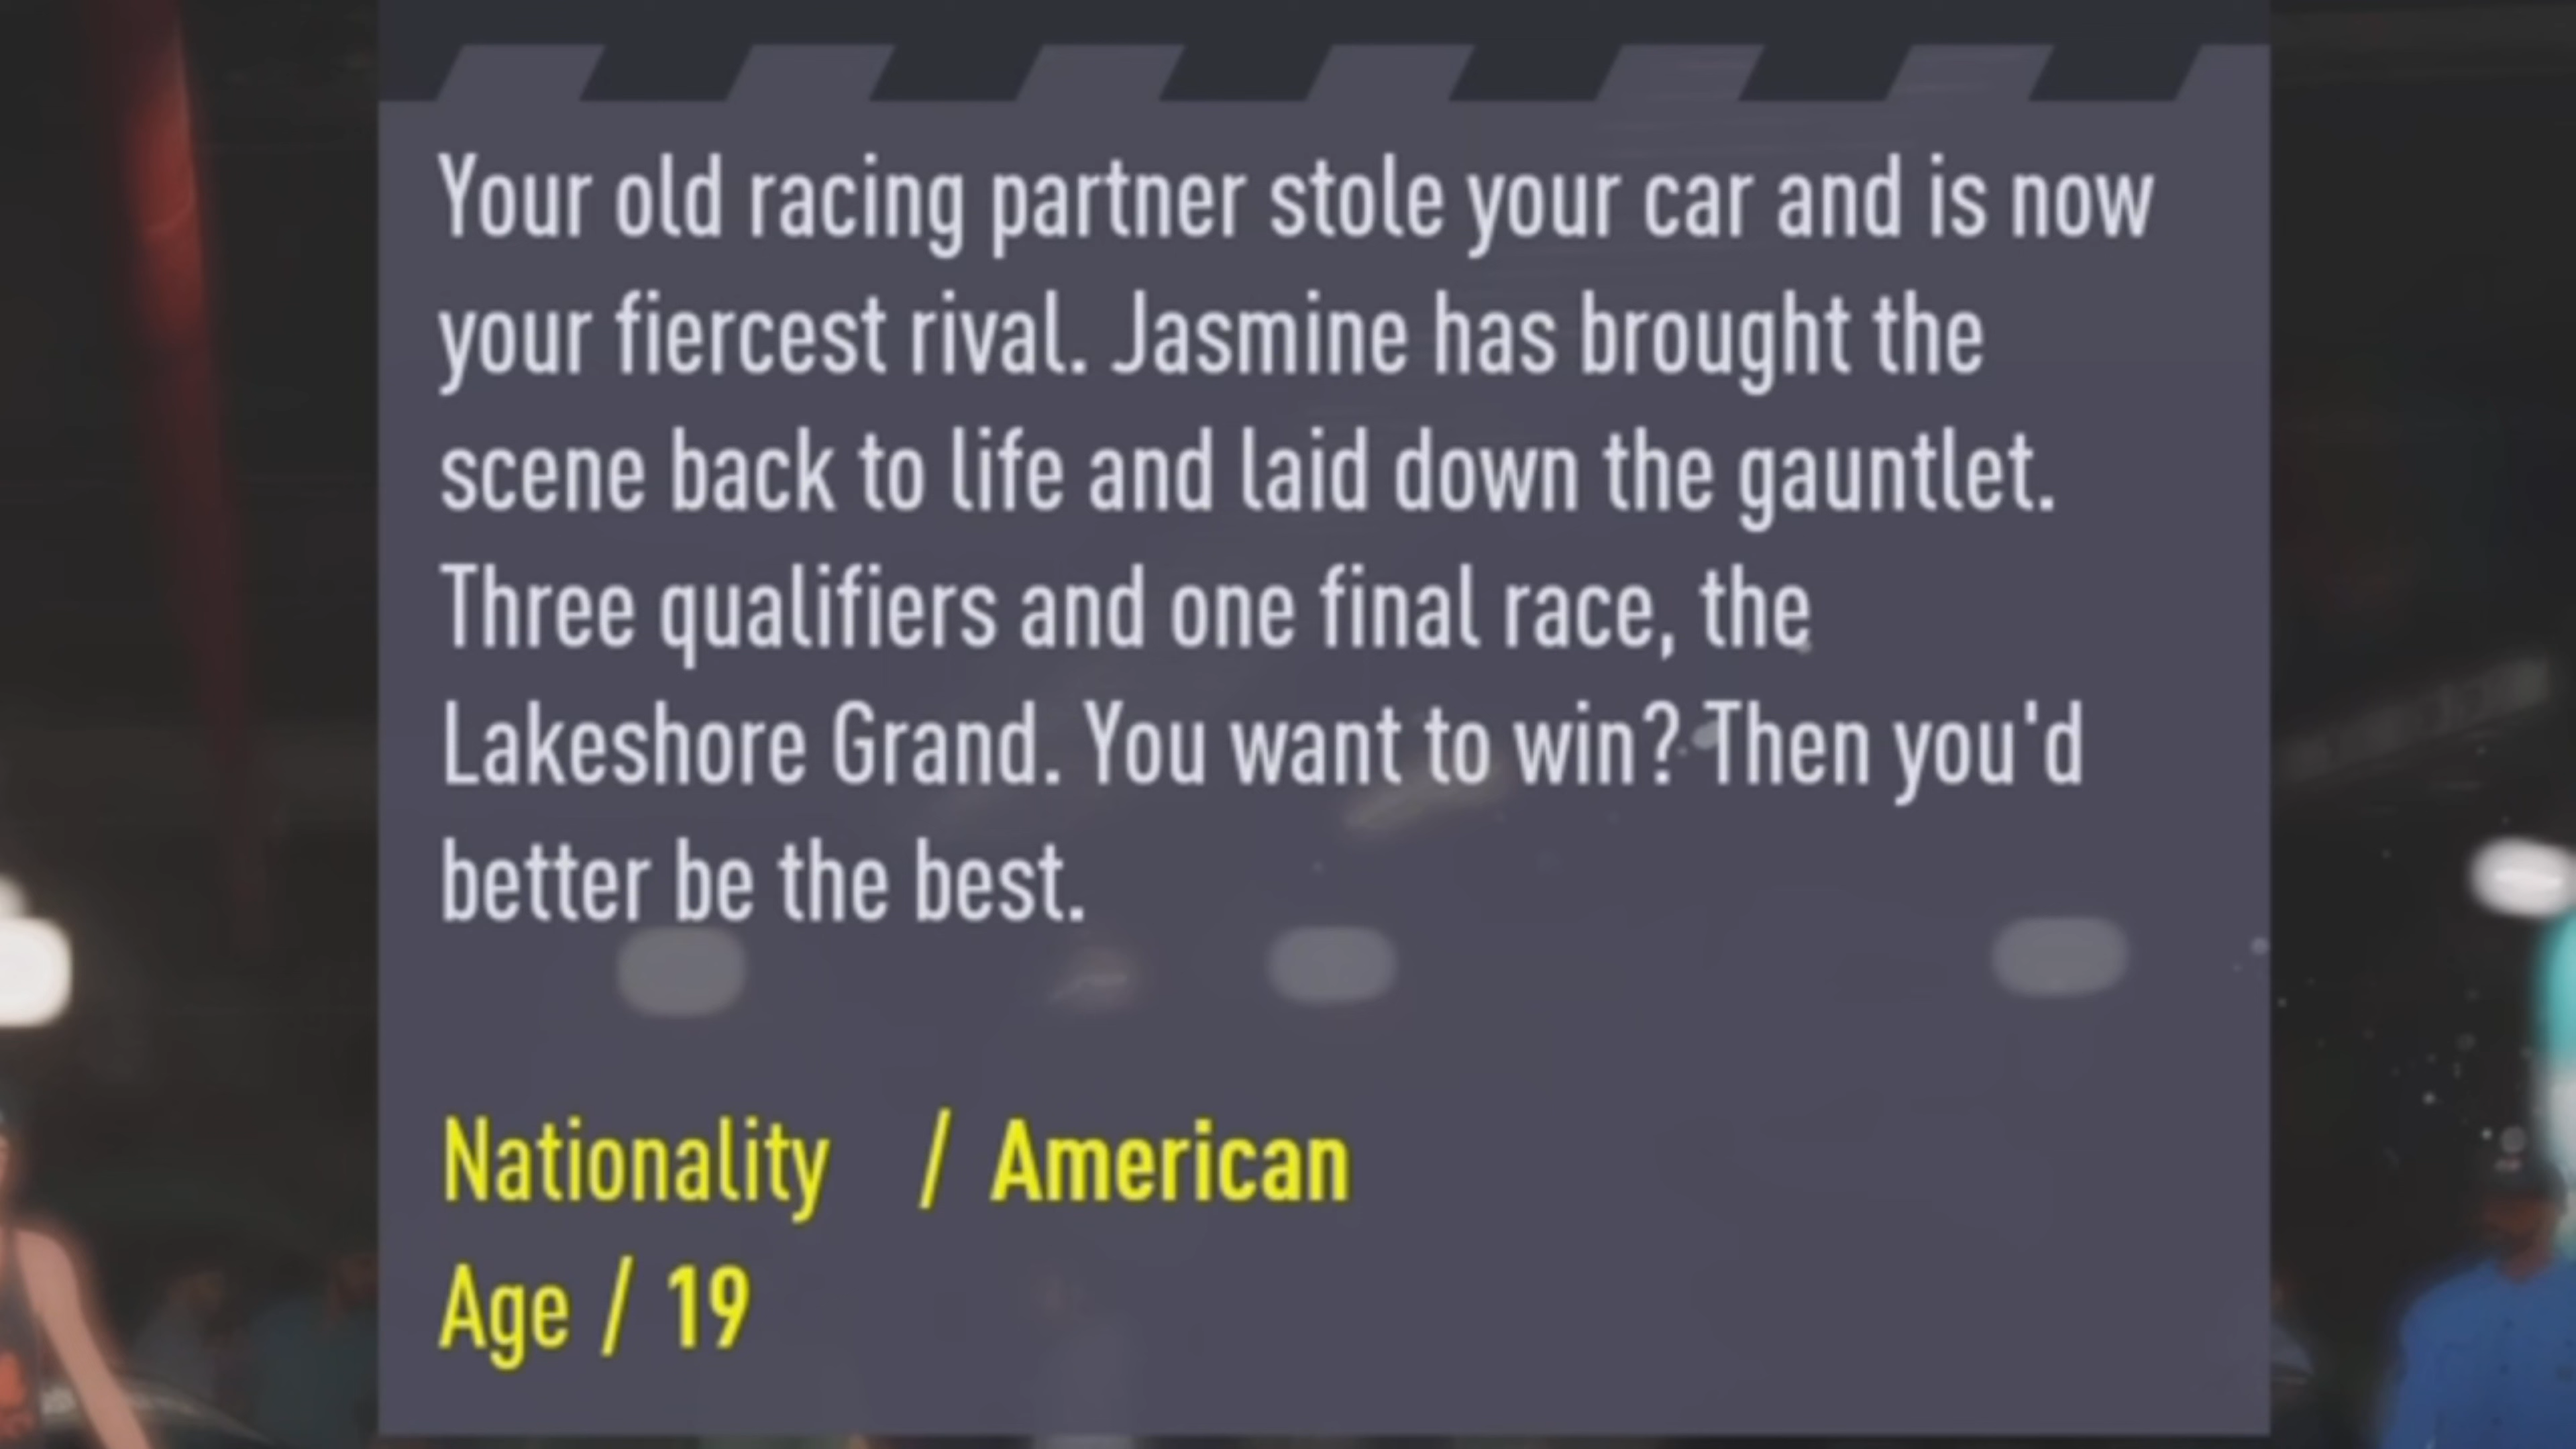 Your old racing partner stole your car and is now
your fiercest rival. Jasmine has brought the
scene back to life and laid down the gauntlet.
Three qualifiers and one final race, the
Lakeshore Grand. You want to win? Then you'd
better be the best.
Nationality / American
Age / 19